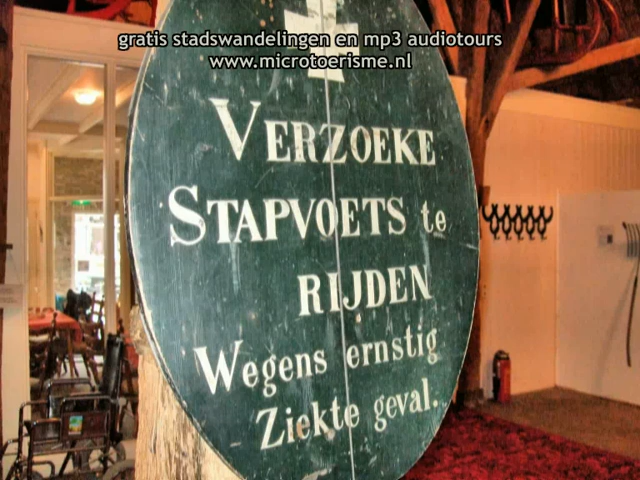 gratis stadswandelingen en mp3 audiotours
www.microtoerisme.nl
VERZOEKE
STAPVOETS te
RIJDEN
Wegens ernstig
Ziekte geval.